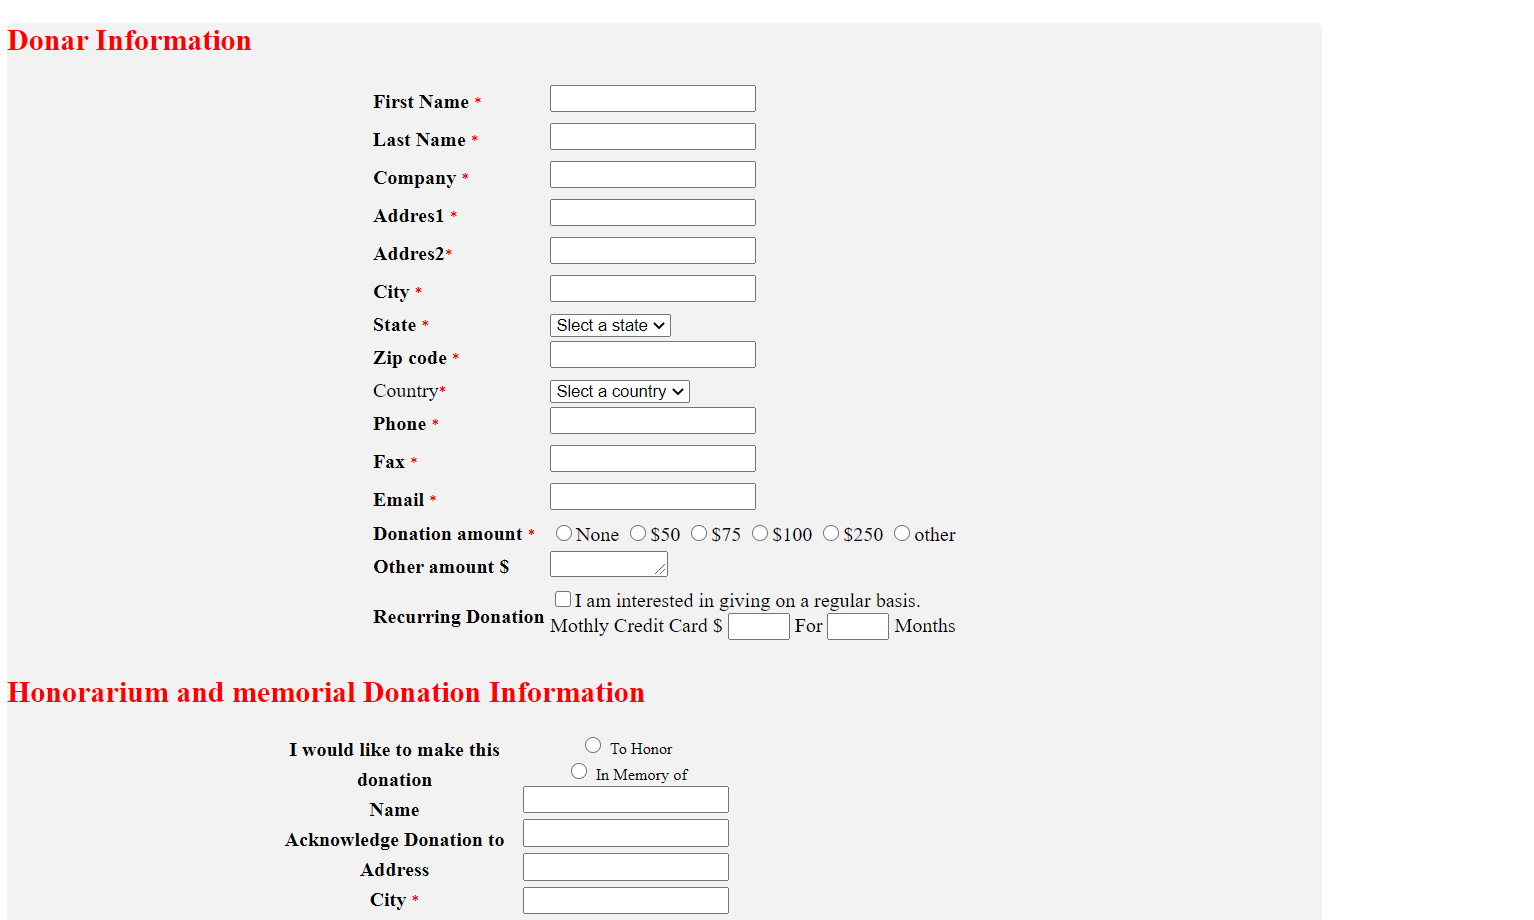 Donar Information
First Name *
Last Name *
Company *
Addres1 *
Addres2*
City *
State * Slect a state
Zip code *
Country* Slect a country
Phone *
Fax *
Email *
Donation amount * None $50 $75 $100 $250 other
Other amount $
Recurring Donation
I am interested in giving on a regular basis.
Mothly Credit Card $ For Months
Honorarium and memorial Donation Information
I would like to make this
donation
To Honor
In Memory of
Name
Acknowledge Donation to
Address
City *